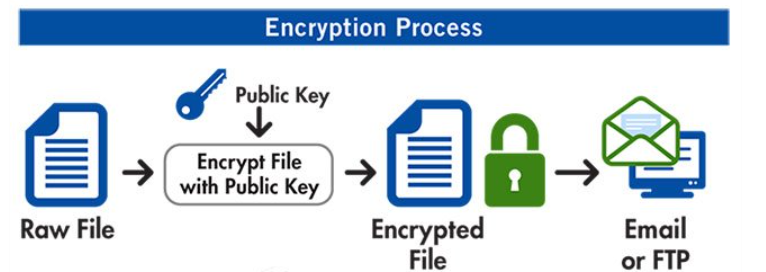 Encryption Process
Public Key
Encrypt File
with Public Key
Raw File
Encrypted
File
Email
or FTP